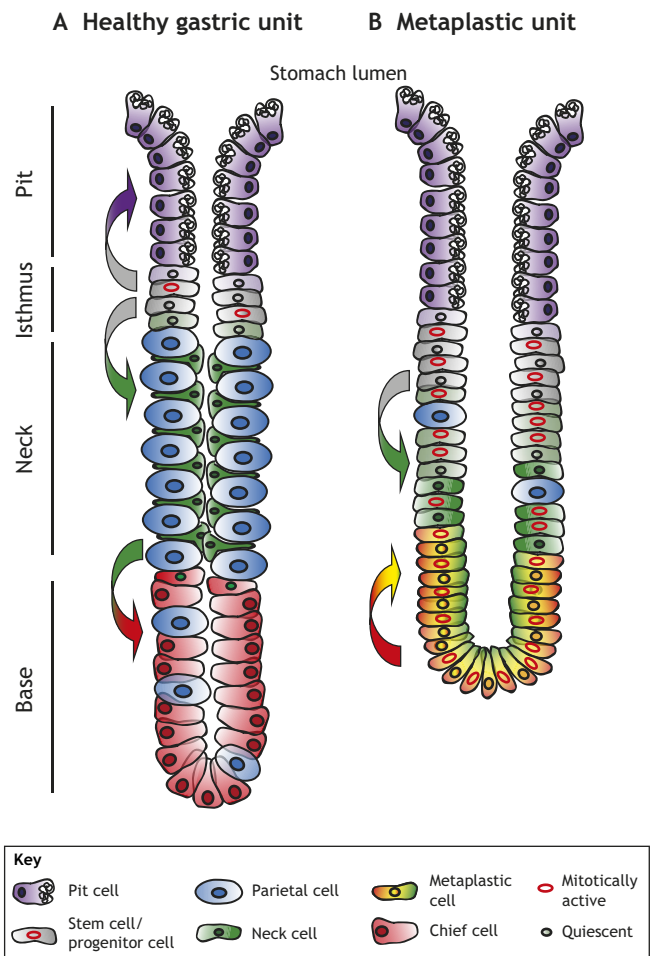 A Healthy gastric unit
B Metaplastic unit
Stomach lumen
Pit
Isthmus
Neck
Base
Key
Pit cell
Parietal cell
Metaplastic
cell
Mitotically
active
Stem cell/
progenitor cell
Neck cell
Chief cell
Quiescent